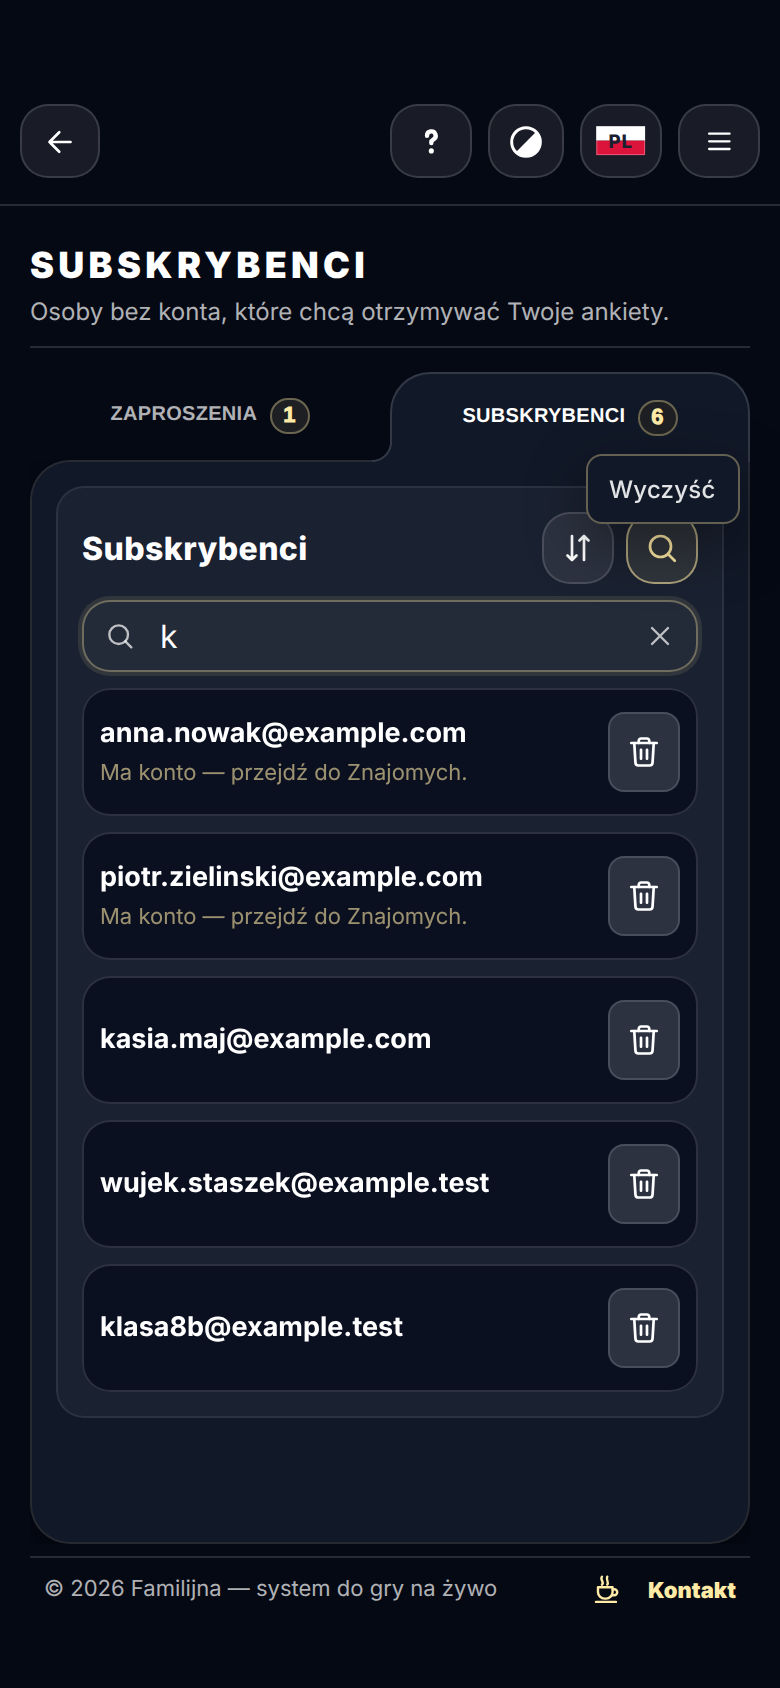 ?
PL
SUBSKRYBENCI
Osoby bez konta, które chcą otrzymywać Twoje ankiety.
ZAPROSZENIA 1
SUBSKRYBENCI 6
Wyczyść
Subskrybenci
k
anna.nowak@example.com
Ma konto — przejdź do Znajomych.
piotr.zielinski@example.com
Ma konto — przejdź do Znajomych.
kasia.maj@example.com
wujek.staszek@example.test
klasa8b@example.test
© 2026 Familijna — system do gry na żywo
Kontakt